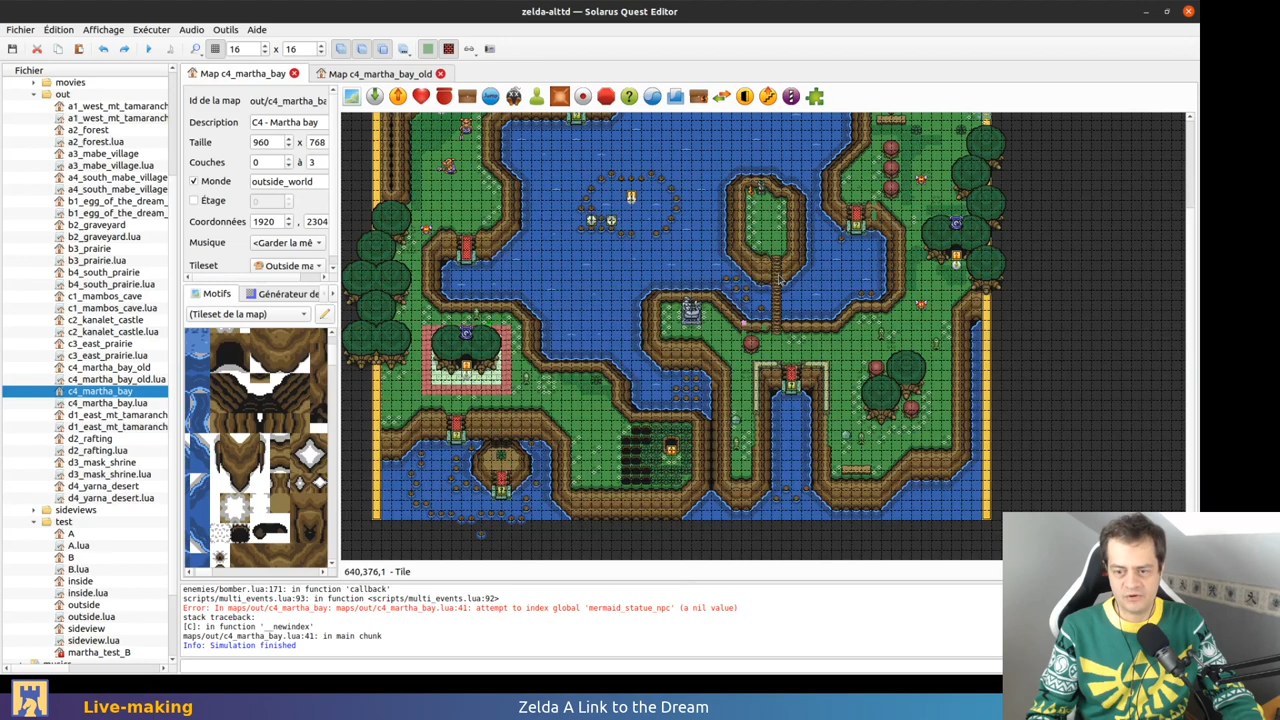 zelda-alttd — Solarus Quest Editor
Fichier Édition Affichage Exécuter Audio Outils Aide
16 x 16
Fichier
movies
out
a1_west_mt_tamaranch
a1_west_mt_tamaranch
a2_forest
a2_forest.lua
a3_mabe_village
a3_mabe_village.lua
a4_south_mabe_village
a4_south_mabe_village
b1_egg_of_the_dream_
b1_egg_of_the_dream_
b2_graveyard
b2_graveyard.lua
b3_prairie
b3_prairie.lua
b4_south_prairie
b4_south_prairie.lua
c1_mambos_cave
c1_mambos_cave.lua
c2_kanalet_castle
c2_kanalet_castle.lua
c3_east_prairie
c3_east_prairie.lua
c4_martha_bay_old
c4_martha_bay_old.lua
c4_martha_bay
c4_martha_bay.lua
d1_east_mt_tamaranch
d1_east_mt_tamaranch
d2_rafting
d2_rafting.lua
d3_mask_shrine
d3_mask_shrine.lua
d4_yarna_desert
d4_yarna_desert.lua
sideviews
test
A
A.lua
B
B.lua
inside
inside.lua
outside
outside.lua
sideview
sideview.lua
martha_test_B
Map c4_martha_bay
Map c4_martha_bay_old
Id de la map out/c4_martha_ba
Description C4 - Martha bay
Taille 960 x 768
Couches 0 à 3
Monde outside_world
Étage 0
Coordonnées 1920 , 2304
Musique <Garder la mê
Tileset Outside ma
Motifs Générateur de
(Tileset de la map)
640,376,1 - Tile
enemies/bomber.lua:171: in function 'callback'
scripts/multi_events.lua:93: in function <scripts/multi_events.lua:92>
Error: In maps/out/c4_martha_bay: maps/out/c4_martha_bay.lua:41: attempt to index global 'mermaid_statue_npc' (a nil value)
stack traceback:
[C]: in function '__newindex'
maps/out/c4_martha_bay.lua:41: in main chunk
Info: Simulation finished
Live-making
Zelda A Link to the Dream